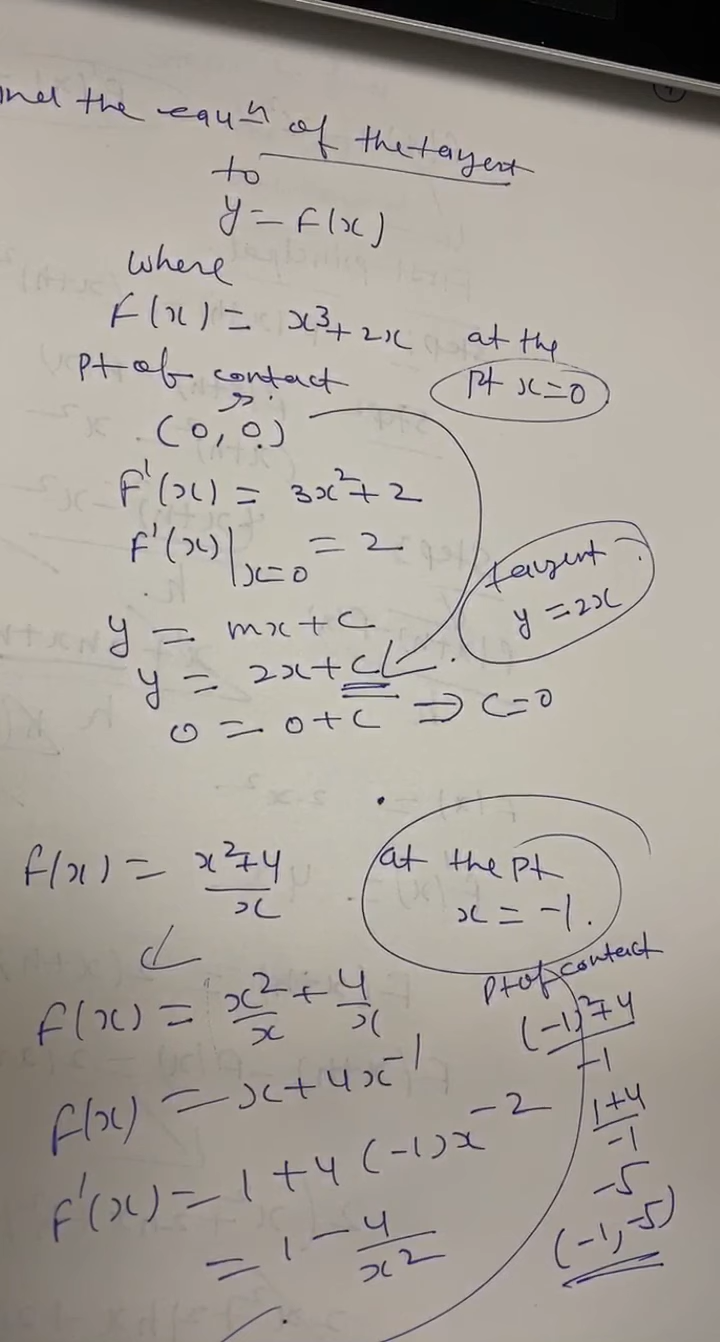 the equⁿ of the tangent
to
y = F(x)
where
F(x) = x³ + 2x at the
pt x=0
pt of contact
(0, 0)
F'(x) = 3x² + 2
F'(x)|x=0 = 2
tangent
y = 2x
y = mx + c
y = 2x + c
0 = 0 + c ⇒ c=0
f(x) = x²+4/x
at the pt
x = -1.
pt of contact
(-1)²+4/-1
1+4/-1
-5
(-1, -5)
F(x) = x²/x + 4/x
f(x) = x + 4x⁻¹
F'(x) = 1 + 4(-1)x⁻²
= 1 - 4/x²